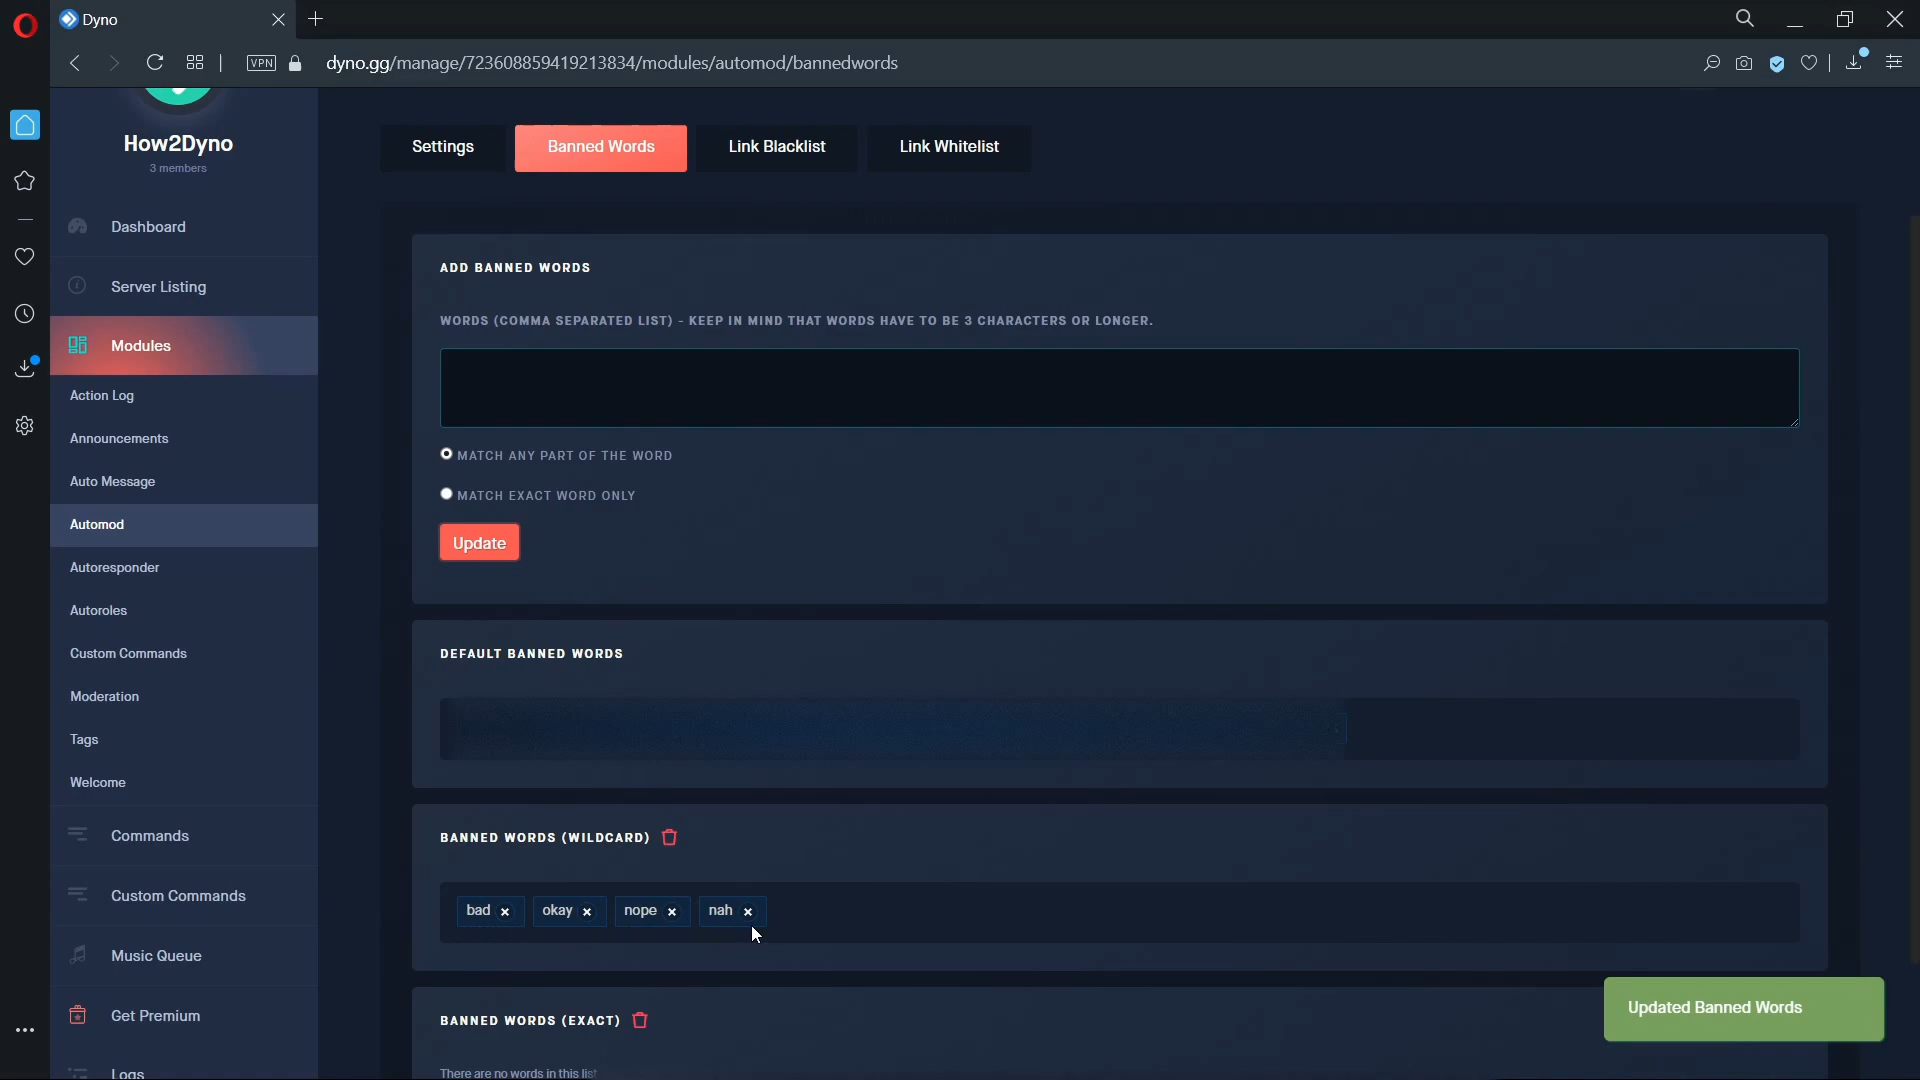 Dyno
VPN
dyno.gg/manage/723608859419213834/modules/automod/bannedwords
How2Dyno
3 members
Dashboard
Server Listing
Modules
Action Log
Announcements
Auto Message
Automod
Autoresponder
Autoroles
Custom Commands
Moderation
Tags
Welcome
Commands
Custom Commands
Music Queue
Get Premium
Logs
Settings
Banned Words
Link Blacklist
Link Whitelist
ADD BANNED WORDS
WORDS (COMMA SEPARATED LIST) - KEEP IN MIND THAT WORDS HAVE TO BE 3 CHARACTERS OR LONGER.
MATCH ANY PART OF THE WORD
MATCH EXACT WORD ONLY
Update
DEFAULT BANNED WORDS
BANNED WORDS (WILDCARD)
bad
okay
nope
nah
BANNED WORDS (EXACT)
There are no words in this list
Updated Banned Words